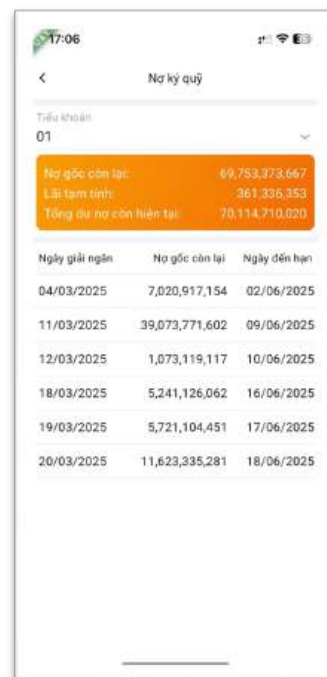 17:06
Nợ ký quỹ
Tiểu khoản
01
Nợ gốc còn lại: 69,753,373,667
Lãi tạm tính: 361,336,353
Tổng dư nợ còn hiện tại: 70,114,710,020
Ngày giải ngân Nợ gốc còn lại Ngày đến hạn
04/03/2025 7,020,917,154 02/06/2025
11/03/2025 39,073,771,602 09/06/2025
12/03/2025 1,073,119,117 10/06/2025
18/03/2025 5,241,126,062 16/06/2025
19/03/2025 5,721,104,451 17/06/2025
20/03/2025 11,623,335,281 18/06/2025